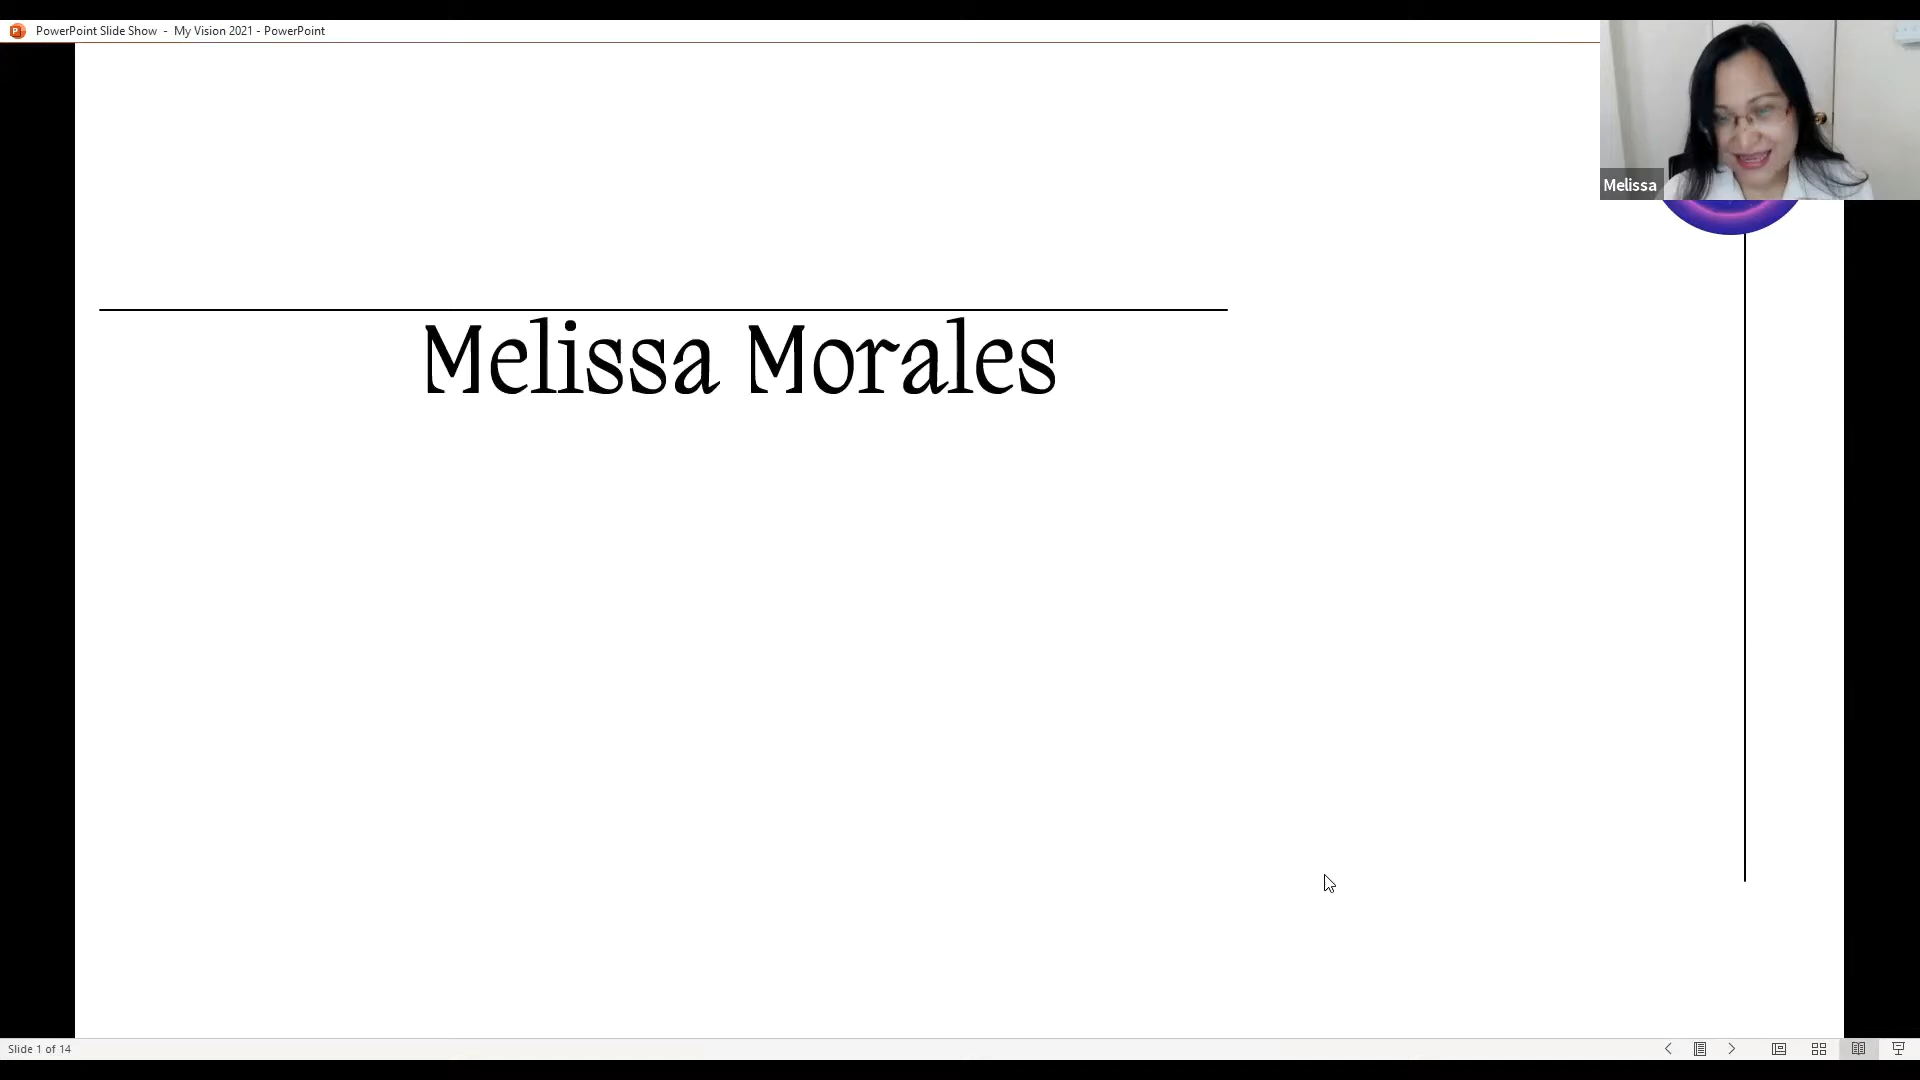 PowerPoint Slide Show - My Vision 2021 - PowerPoint
Melissa
Melissa Morales
Slide 1 of 14